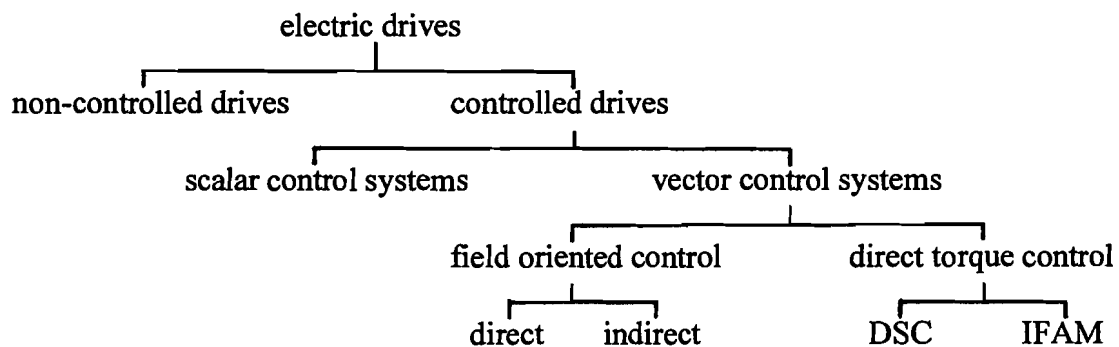 electric drives
non-controlled drives controlled drives
scalar control systems vector control systems
field oriented control direct torque control
direct indirect DSC IFAM